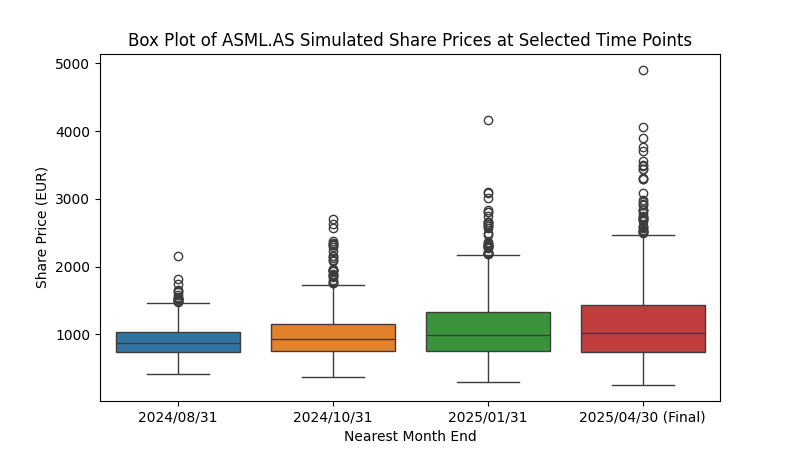 Box Plot of ASML.AS Simulated Share Prices at Selected Time Points
5000
4000
3000
2000
1000
Share Price (EUR)
2024/08/31
2024/10/31
2025/01/31
2025/04/30 (Final)
Nearest Month End